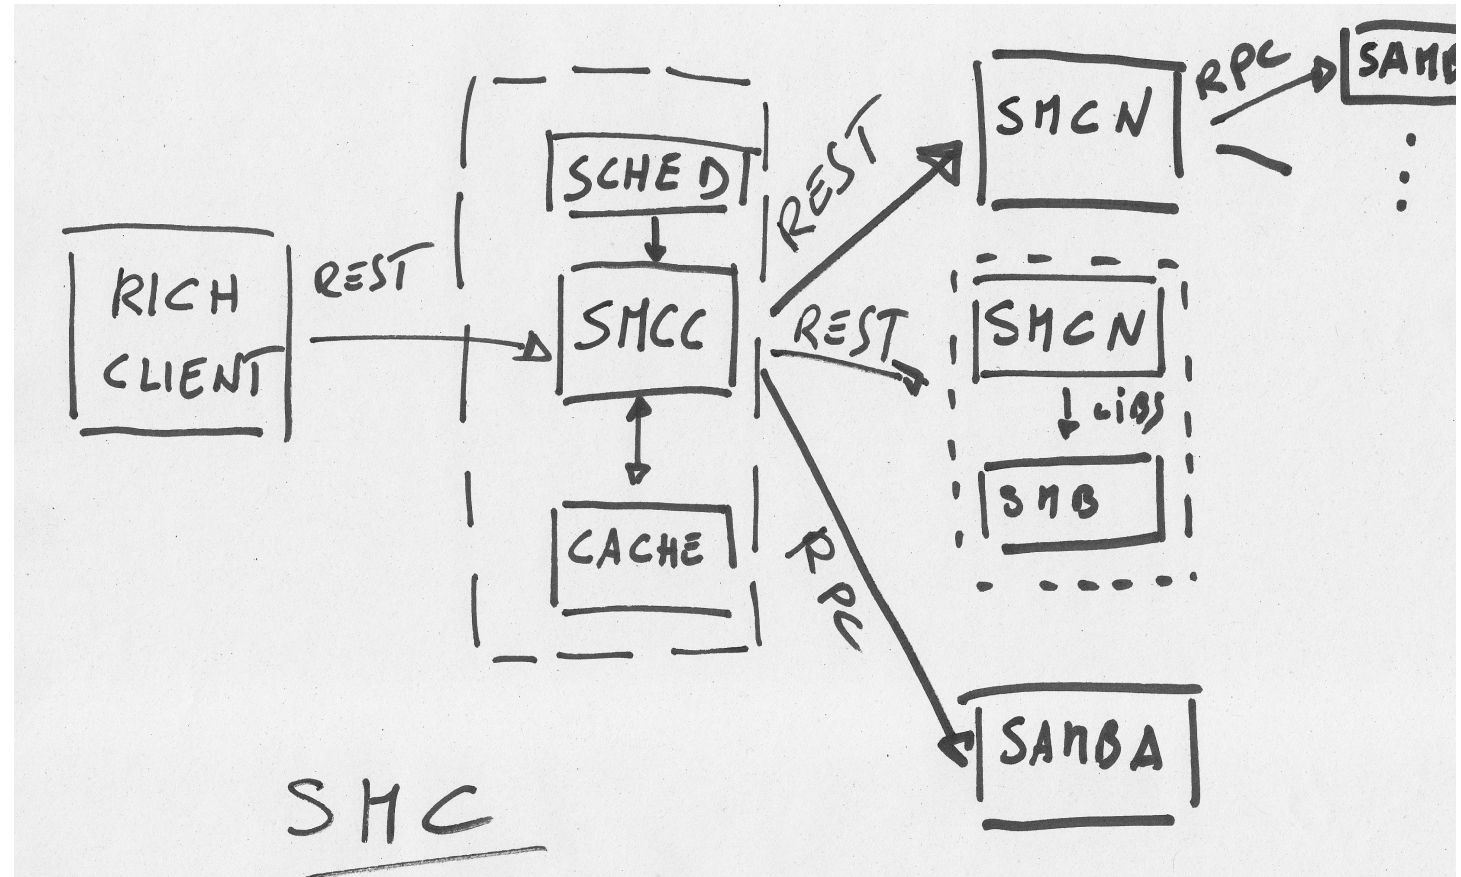 RICH
CLIENT
REST
SCHED
SMCC
CACHE
REST
REST
RPC
SMCN
RPC
SMCN
LIBS
SMB
SAMBA
SMC